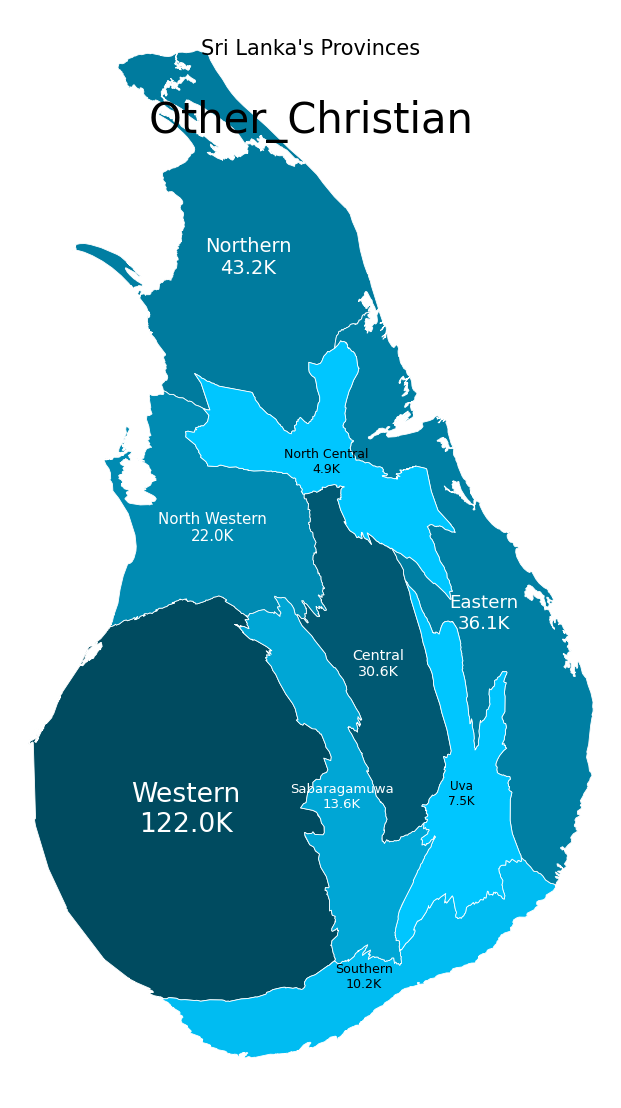 Sri Lanka's Provinces
Other_Christian
Northern
43.2K
North Central
4.9K
North Western
22.0K
Eastern
36.1K
Central
30.6K
Western
122.0K
Sabaragamuwa
13.6K
Uva
7.5K
Southern
10.2K